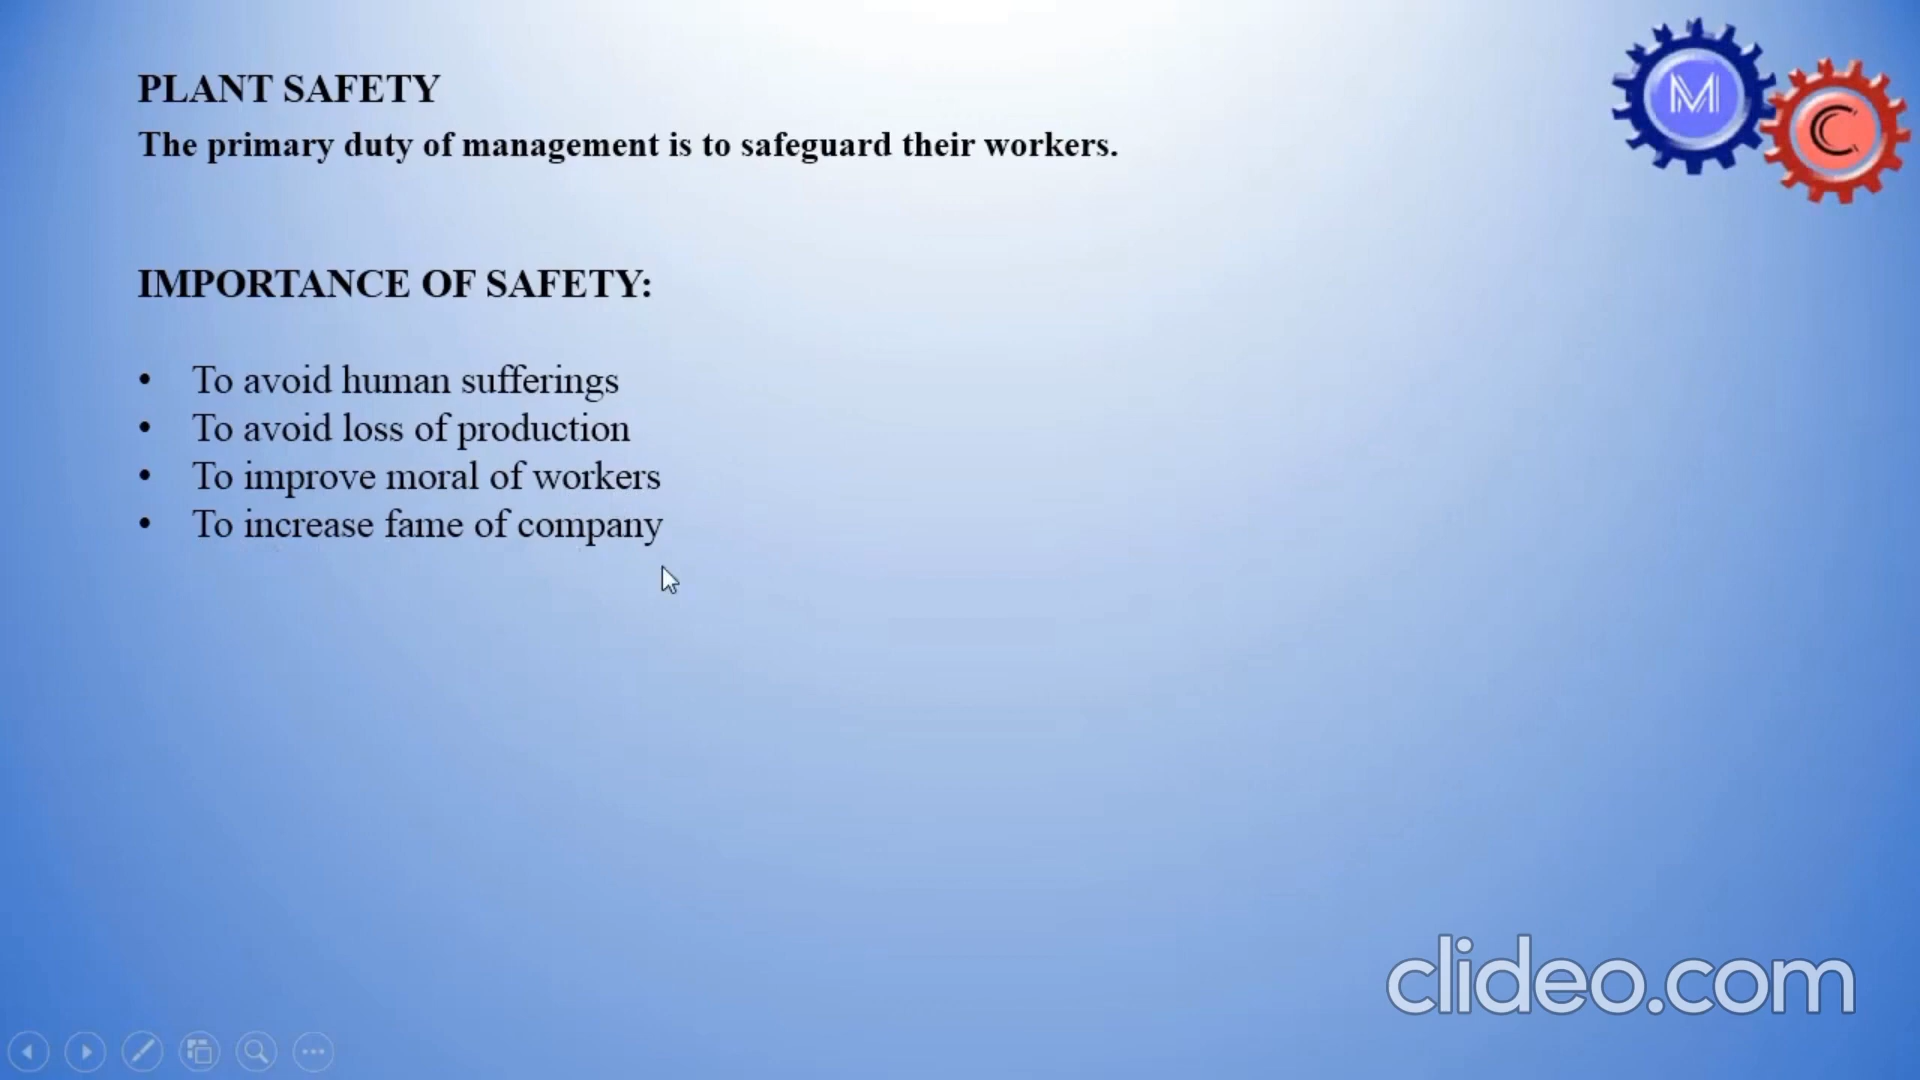 PLANT SAFETY
The primary duty of management is to safeguard their workers.
IMPORTANCE OF SAFETY:
• To avoid human sufferings
• To avoid loss of production
• To improve moral of workers
• To increase fame of company
M
C
clideo.com